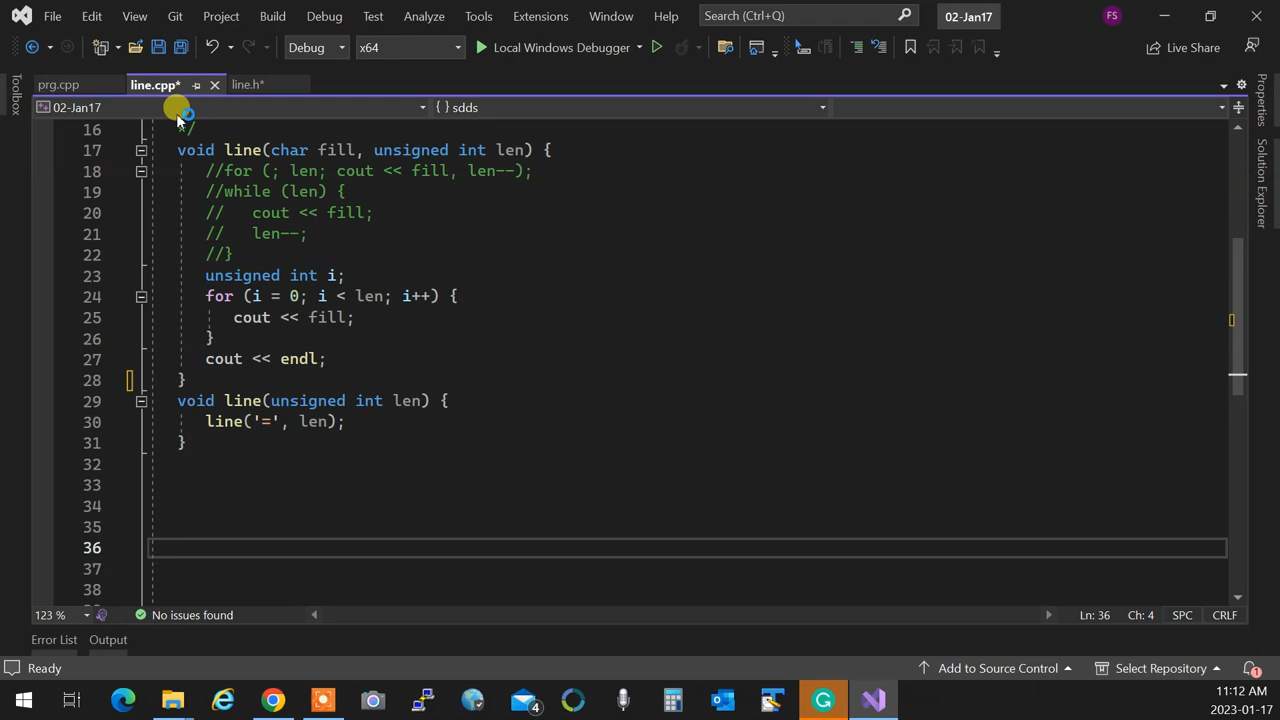 File Edit View Git Project Build Debug Test Analyze Tools Extensions Window Help Search (Ctrl+Q) 02-Jan17 FS
Debug x64 Local Windows Debugger Live Share
Toolbox prg.cpp line.cpp* line.h* Properties
02-Jan17 { } sdds
Solution Explorer
16 */
17 void line(char fill, unsigned int len) {
18 //for (; len; cout << fill, len--);
19 //while (len) {
20 // cout << fill;
21 // len--;
22 //}
23 unsigned int i;
24 for (i = 0; i < len; i++) {
25 cout << fill;
26 }
27 cout << endl;
28 }
29 void line(unsigned int len) {
30 line('=', len);
31 }
32
33
34
35
36
37
38
123 % No issues found Ln: 36 Ch: 4 SPC CRLF
Error List Output
Ready Add to Source Control Select Repository 1
4 G 11:12 AM
2023-01-17